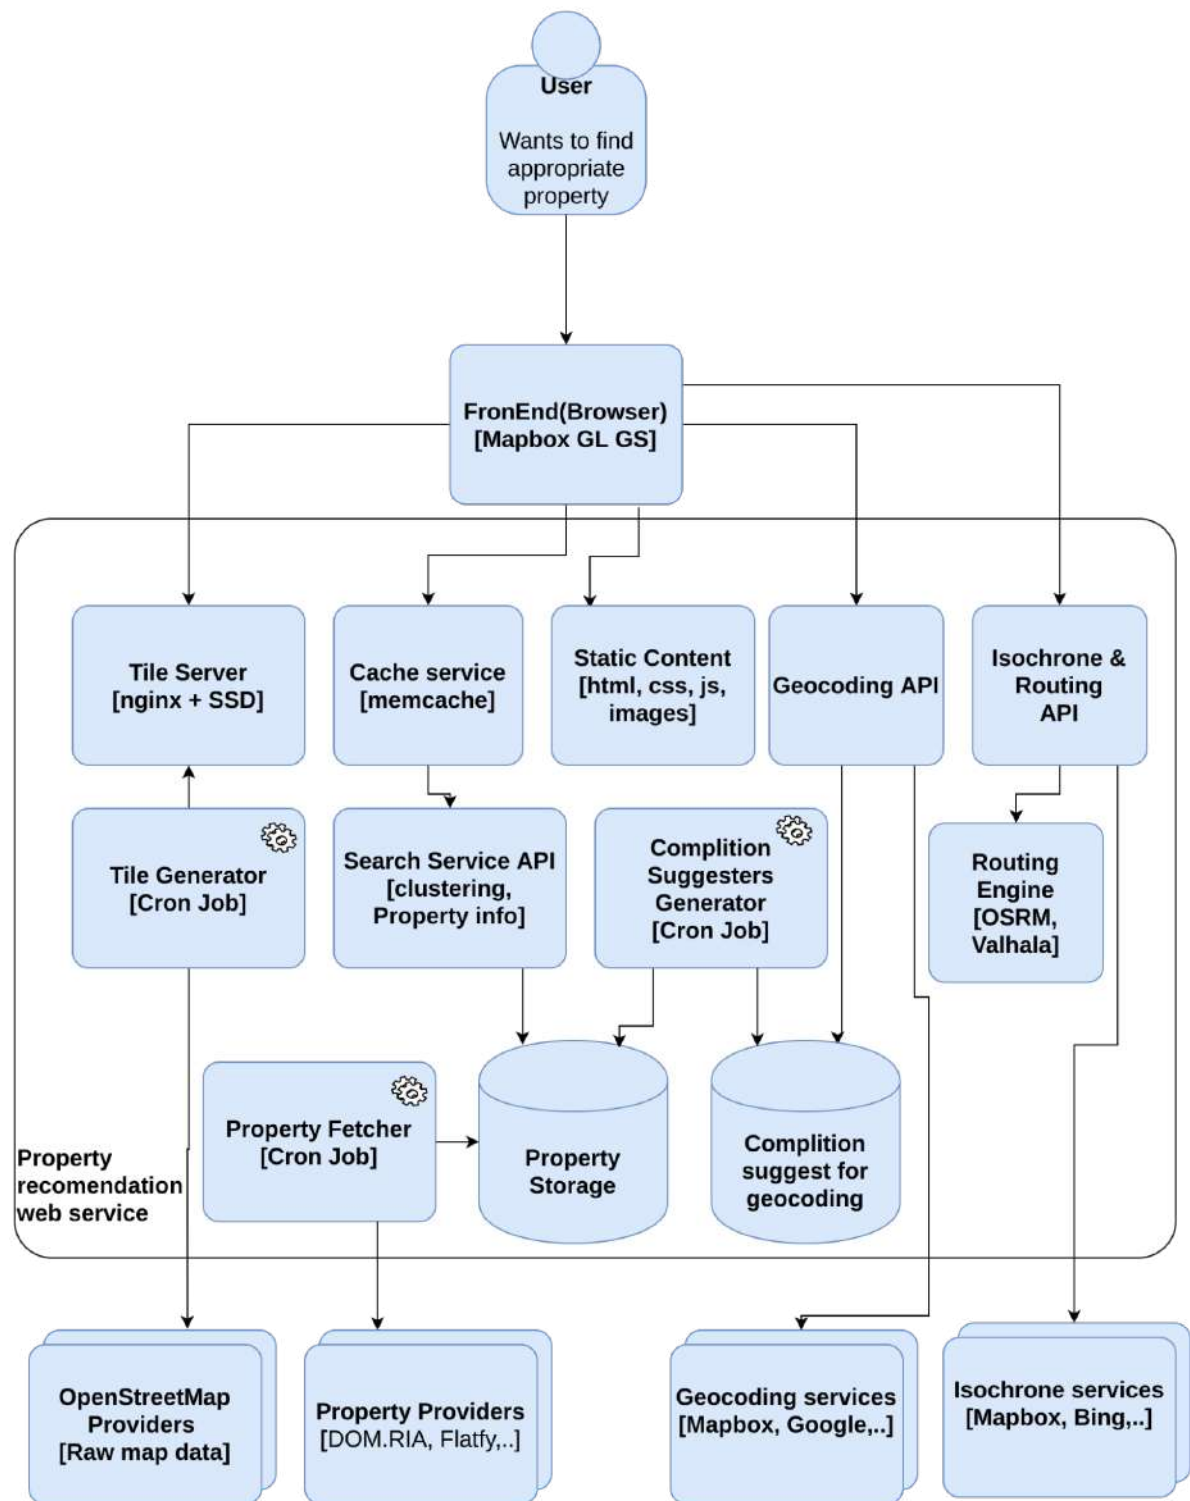 User
Wants to find
appropriate
property
FronEnd(Browser)
[Mapbox GL GS]
Tile Server
[nginx + SSD]
Cache service
[memcache]
Static Content
[html, css, js,
images]
Geocoding API
Isochrone &
Routing
API
Tile Generator
[Cron Job]
Search Service API
[clustering,
Property info]
Complition
Suggesters
Generator
[Cron Job]
Routing
Engine
[OSRM,
Valhala]
Property Fetcher
[Cron Job]
Property
Storage
Complition
suggest for
geocoding
Property
recomendation
web service
OpenStreetMap
Providers
[Raw map data]
Property Providers
[DOM.RIA, Flatfy,..]
Geocoding services
[Mapbox, Google,..]
Isochrone services
[Mapbox, Bing,..]